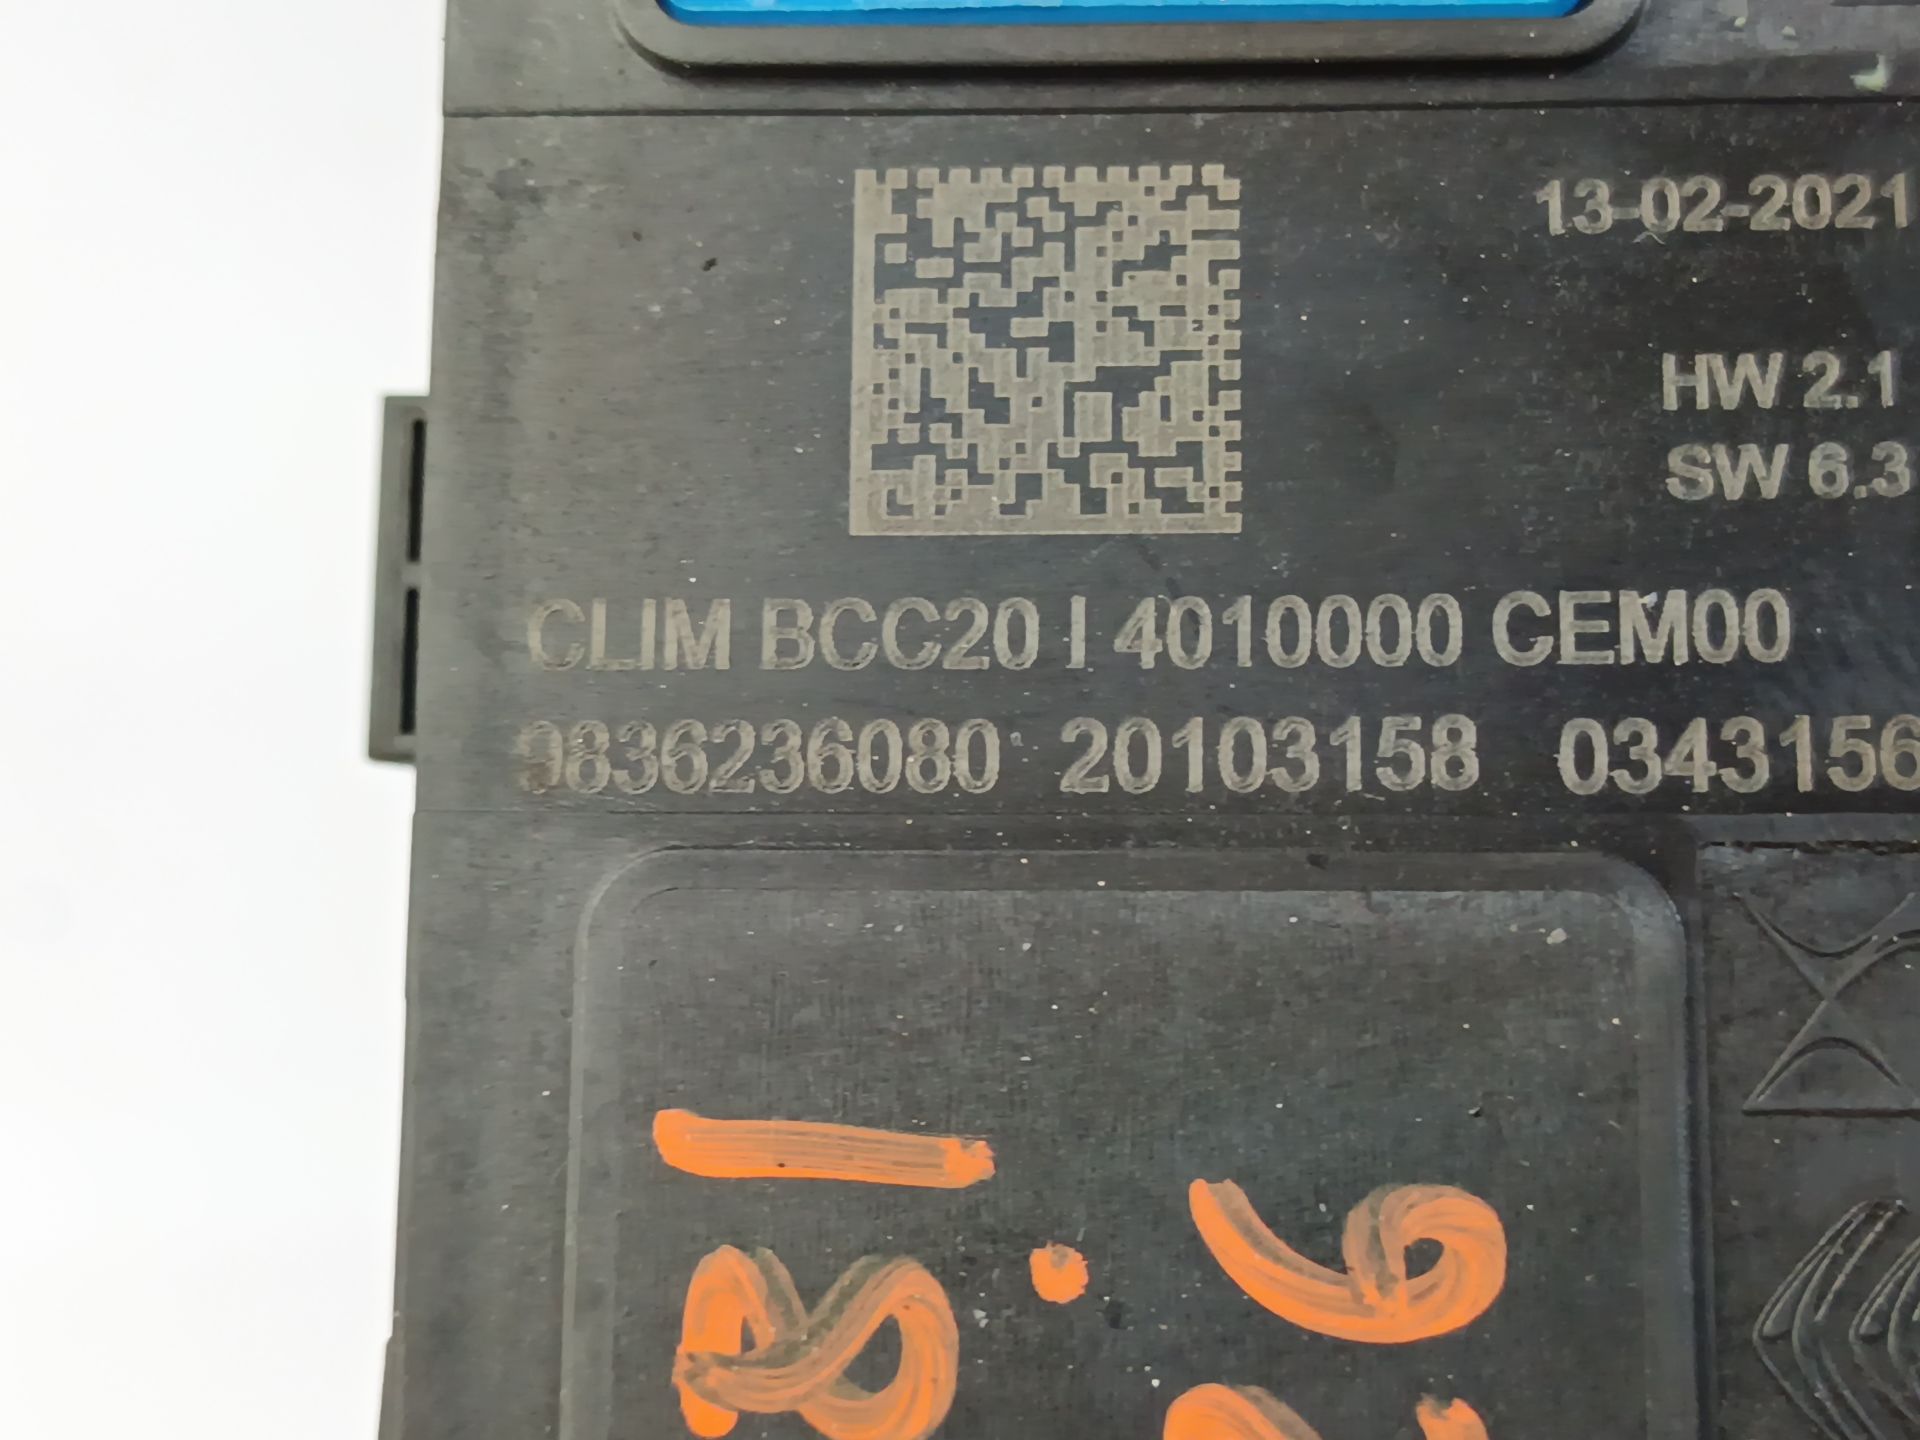 13-02-2021
HW 2.1
SW 6.3
CLIM BCC20 I 4010000 CEM00
9836236080 20103158 0343156